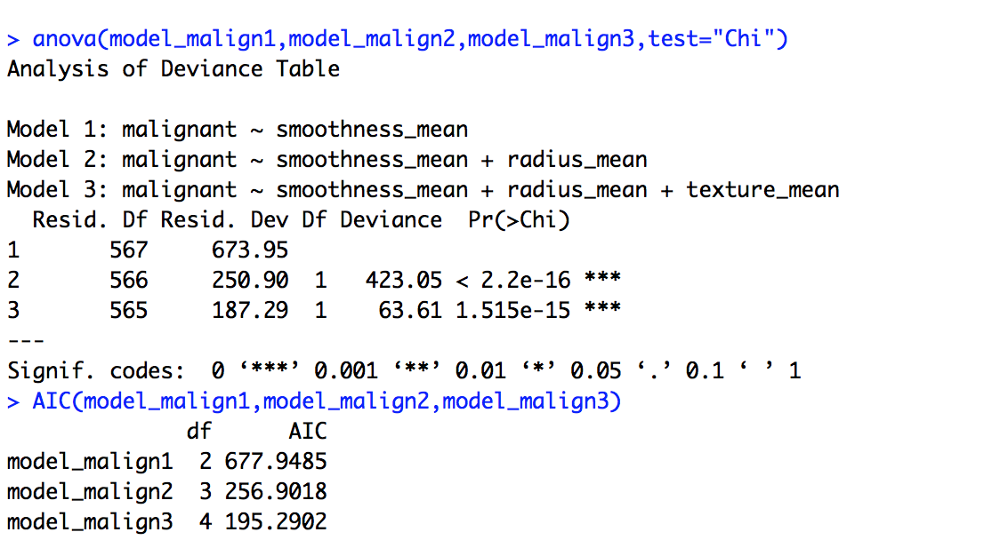 > anova(model_malign1,model_malign2,model_malign3,test="Chi")
Analysis of Deviance Table
Model 1: malignant ~ smoothness_mean
Model 2: malignant ~ smoothness_mean + radius_mean
Model 3: malignant ~ smoothness_mean + radius_mean + texture_mean
  Resid. Df Resid. Dev Df Deviance  Pr(>Chi)
1       567     673.95
2       566     250.90  1   423.05 < 2.2e-16 ***
3       565     187.29  1    63.61 1.515e-15 ***
---
Signif. codes:  0 ‘***’ 0.001 ‘**’ 0.01 ‘*’ 0.05 ‘.’ 0.1 ‘ ’ 1
> AIC(model_malign1,model_malign2,model_malign3)
              df      AIC
model_malign1  2 677.9485
model_malign2  3 256.9018
model_malign3  4 195.2902